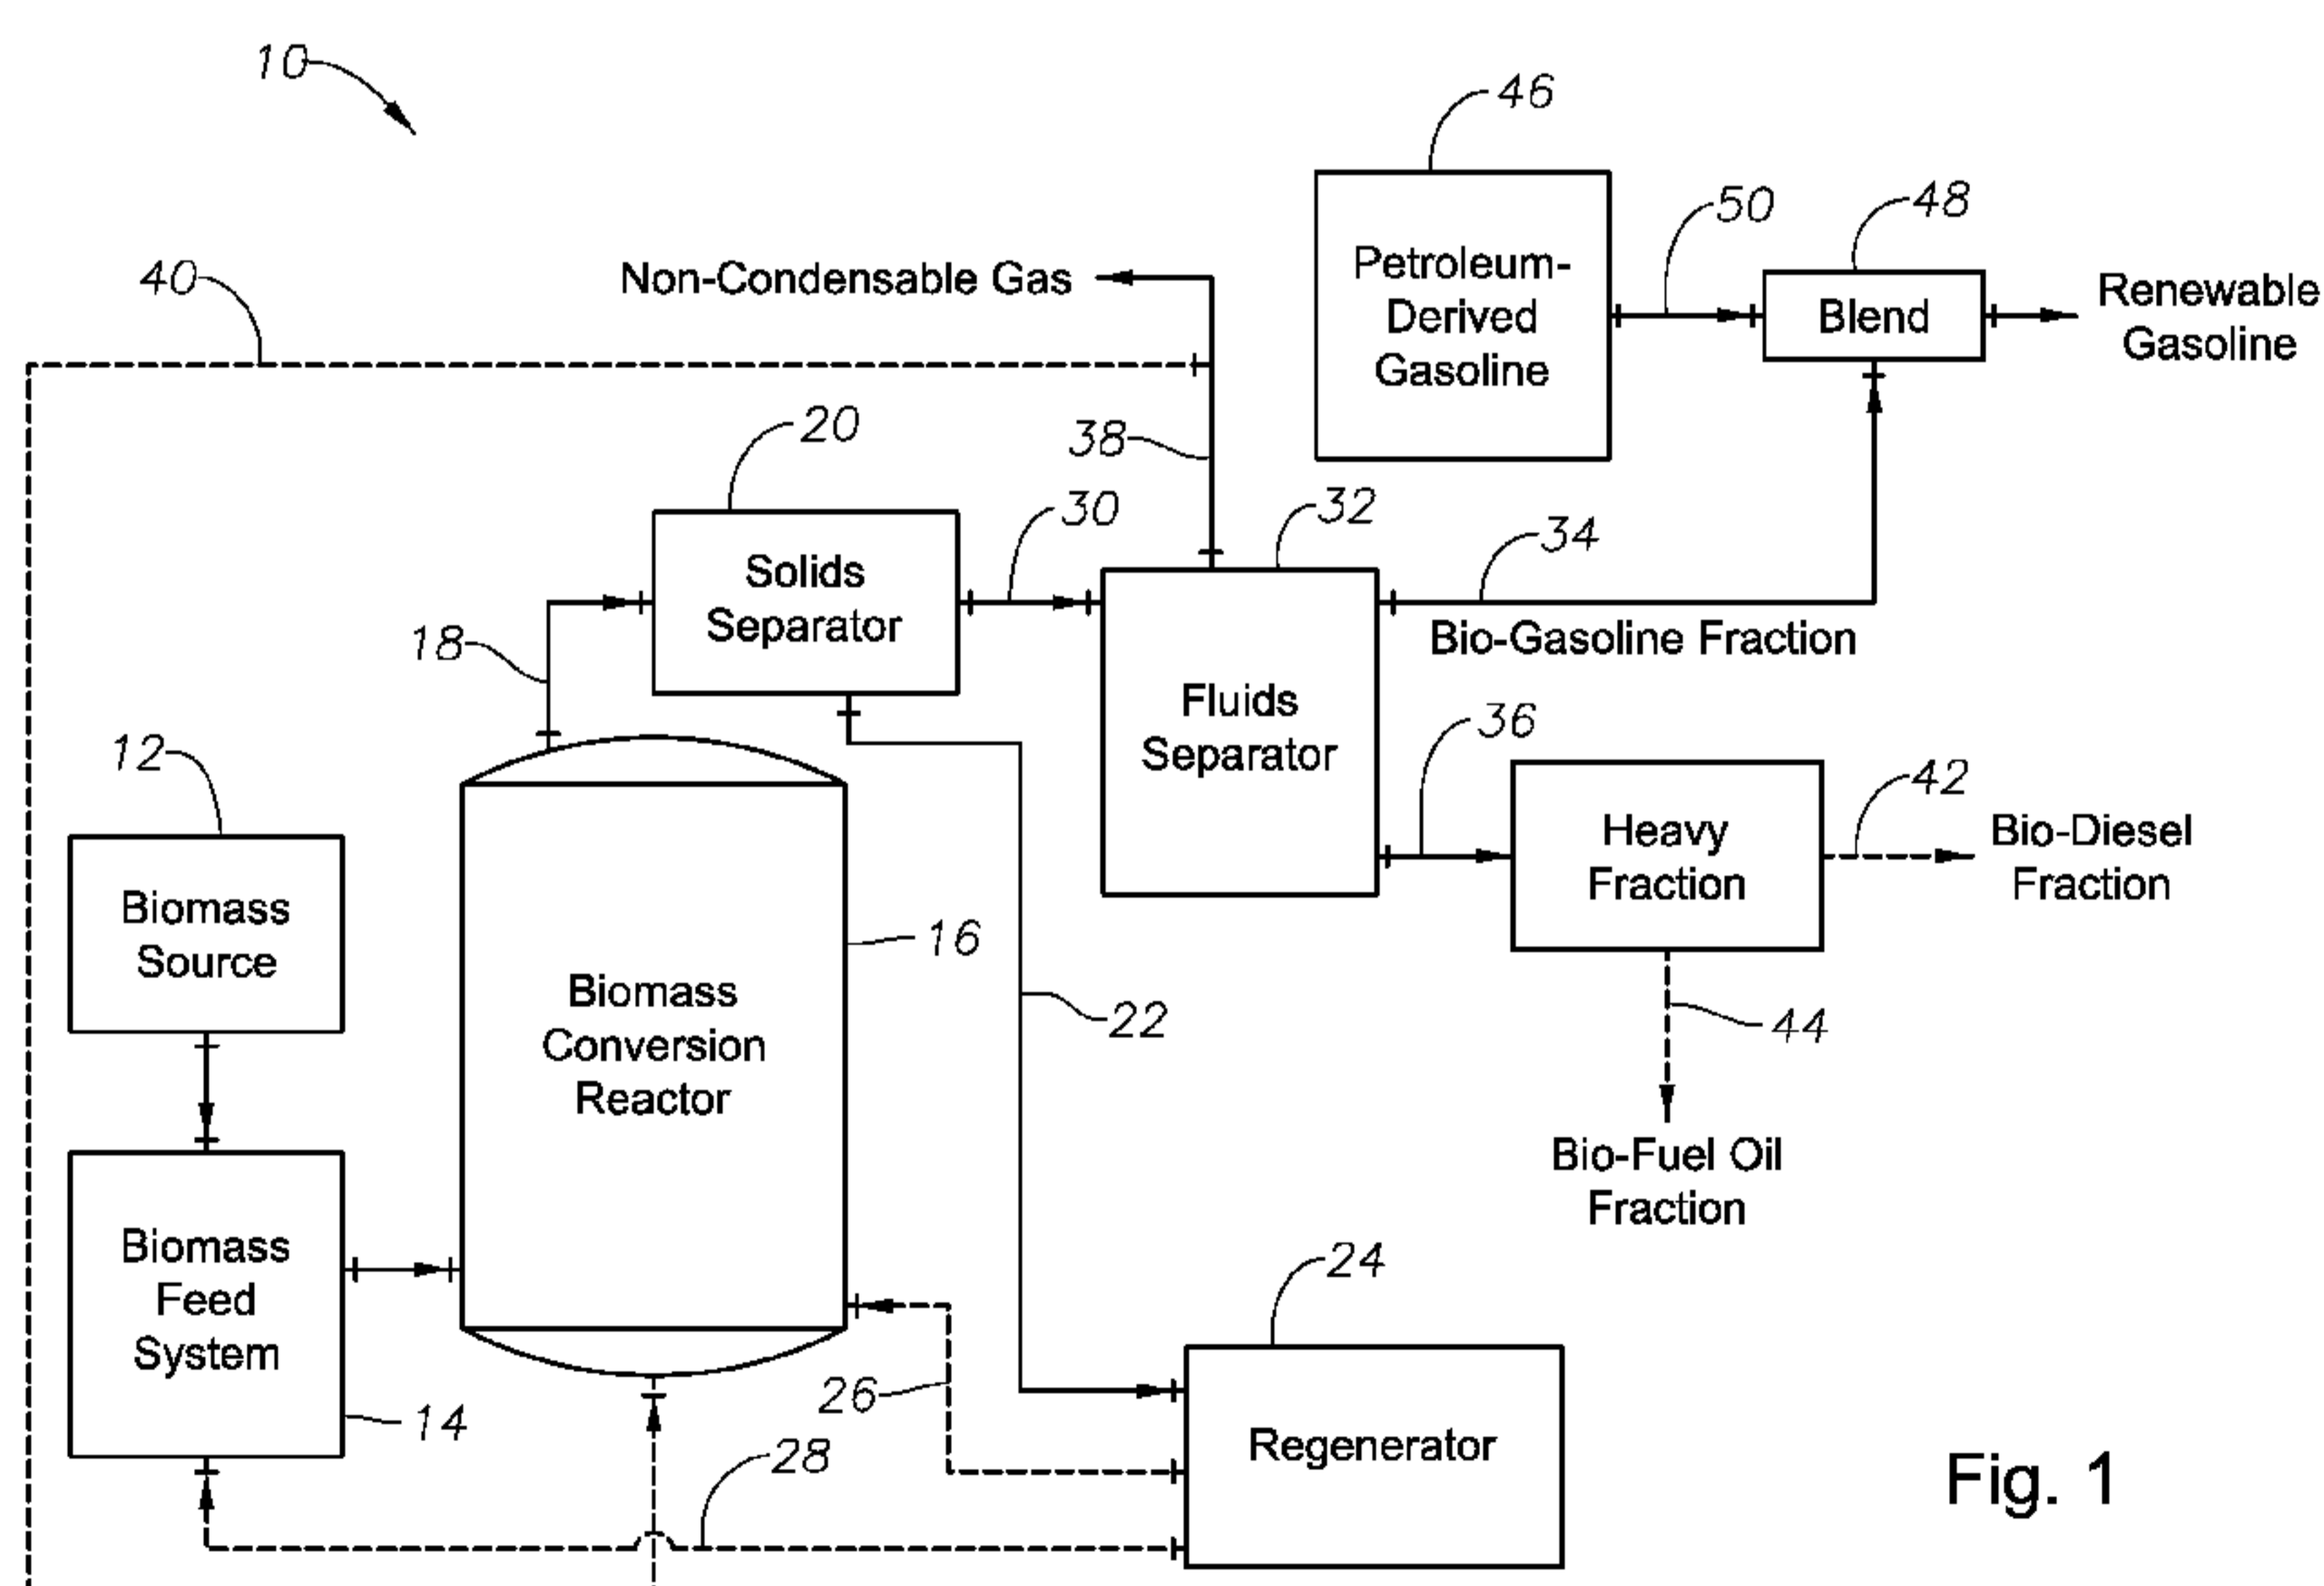 10
46
50
48
40
Non-Condensable Gas
Petroleum-
Derived
Gasoline
Blend
Renewable
Gasoline
20
38
30
32
34
Solids
Separator
18
Bio-Gasoline Fraction
Fluids
Separator
36
12
42
Heavy
Fraction
Bio-Diesel
Fraction
Biomass
Source
16
Biomass
Conversion
Reactor
22
44
Bio-Fuel Oil
Fraction
Biomass
Feed
System
24
26
14
28
Regenerator
Fig. 1